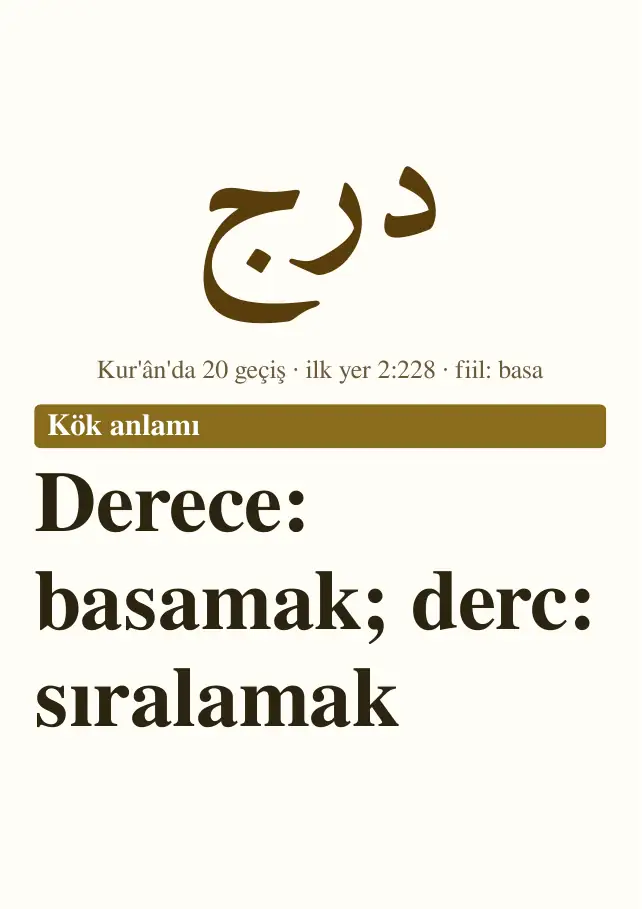 درج
Kur'ân'da 20 geçiş · ilk yer 2:228 · fiil: basa
Kök anlamı
Derece:
basamak; derc:
sıralamak